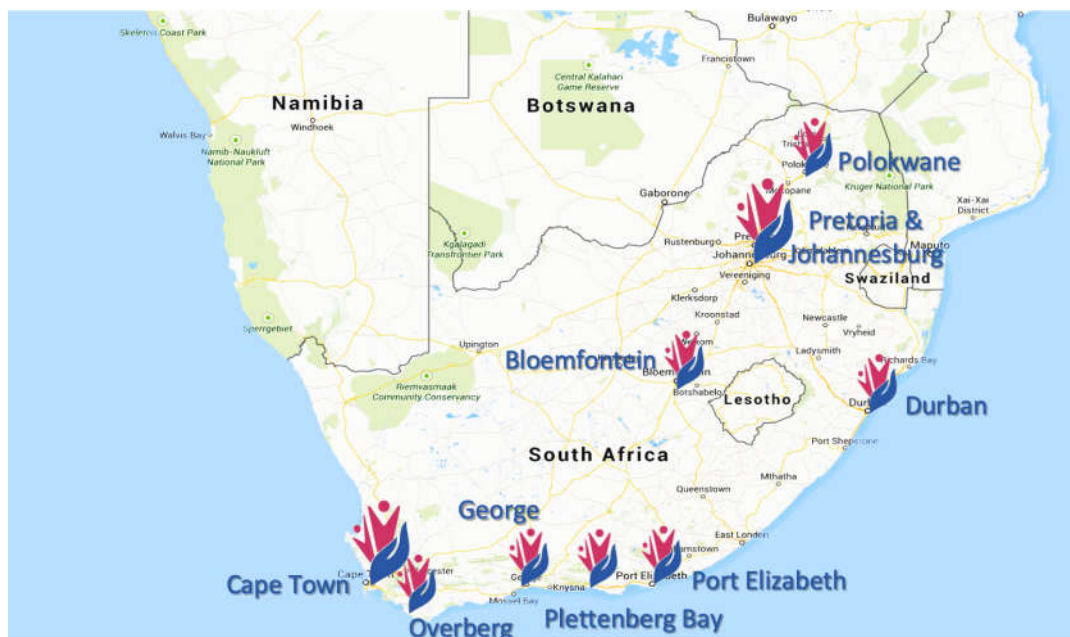 Skeleton Coast Park
Bulawayo
Francistown
Central Kalahari
Game Reserve
Namibia
Windhoek
Botswana
Walvis Bay
Namib-Naukluft
National Park
Polokwane
Kruger National Park
Gaborone
Xai-Xai
District
Kgalagadi
Transfrontier Park
Rustenburg
Pretoria &
Johannesburg
Maputo
Vereeniging
Swaziland
Klerksdorp
Kroonstad
Newcastle
Vryheid
Sperrgebiet
Upington
Bloemfontein
Ladysmith
Richards Bay
Riemvasmaak
Community Conservancy
Botshabelo
Lesotho
Durban
Port Shepstone
South Africa
Mthatha
Queenstown
George
East London
Cape Town
Knysna
Port Elizabeth
Port Elizabeth
Mossel Bay
Plettenberg Bay
Overberg